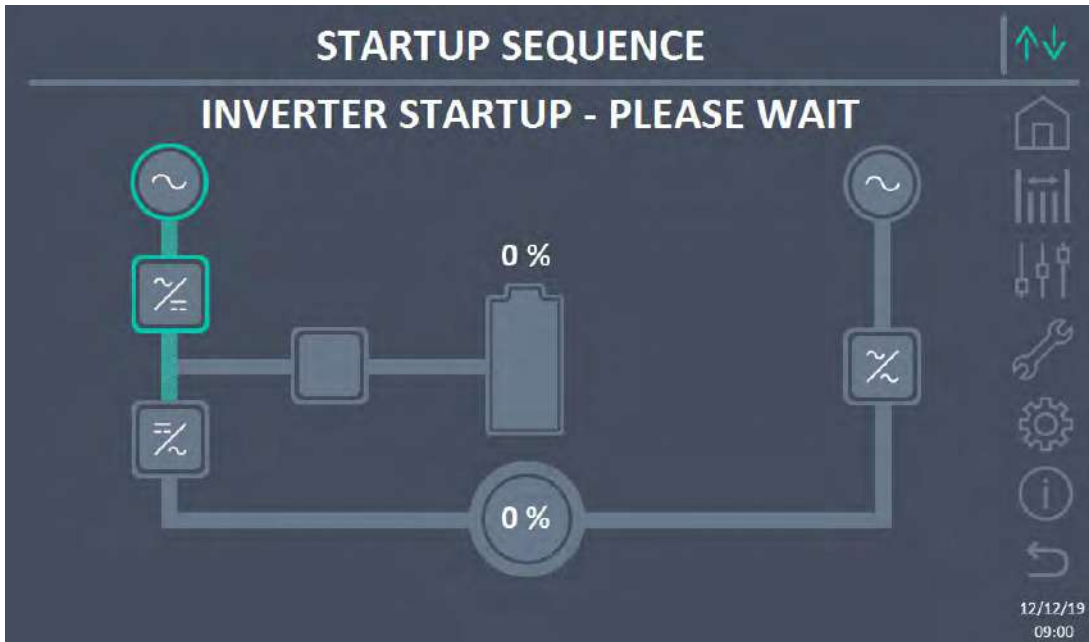 STARTUP SEQUENCE
INVERTER STARTUP - PLEASE WAIT
0 %
0 %
12/12/19
09:00